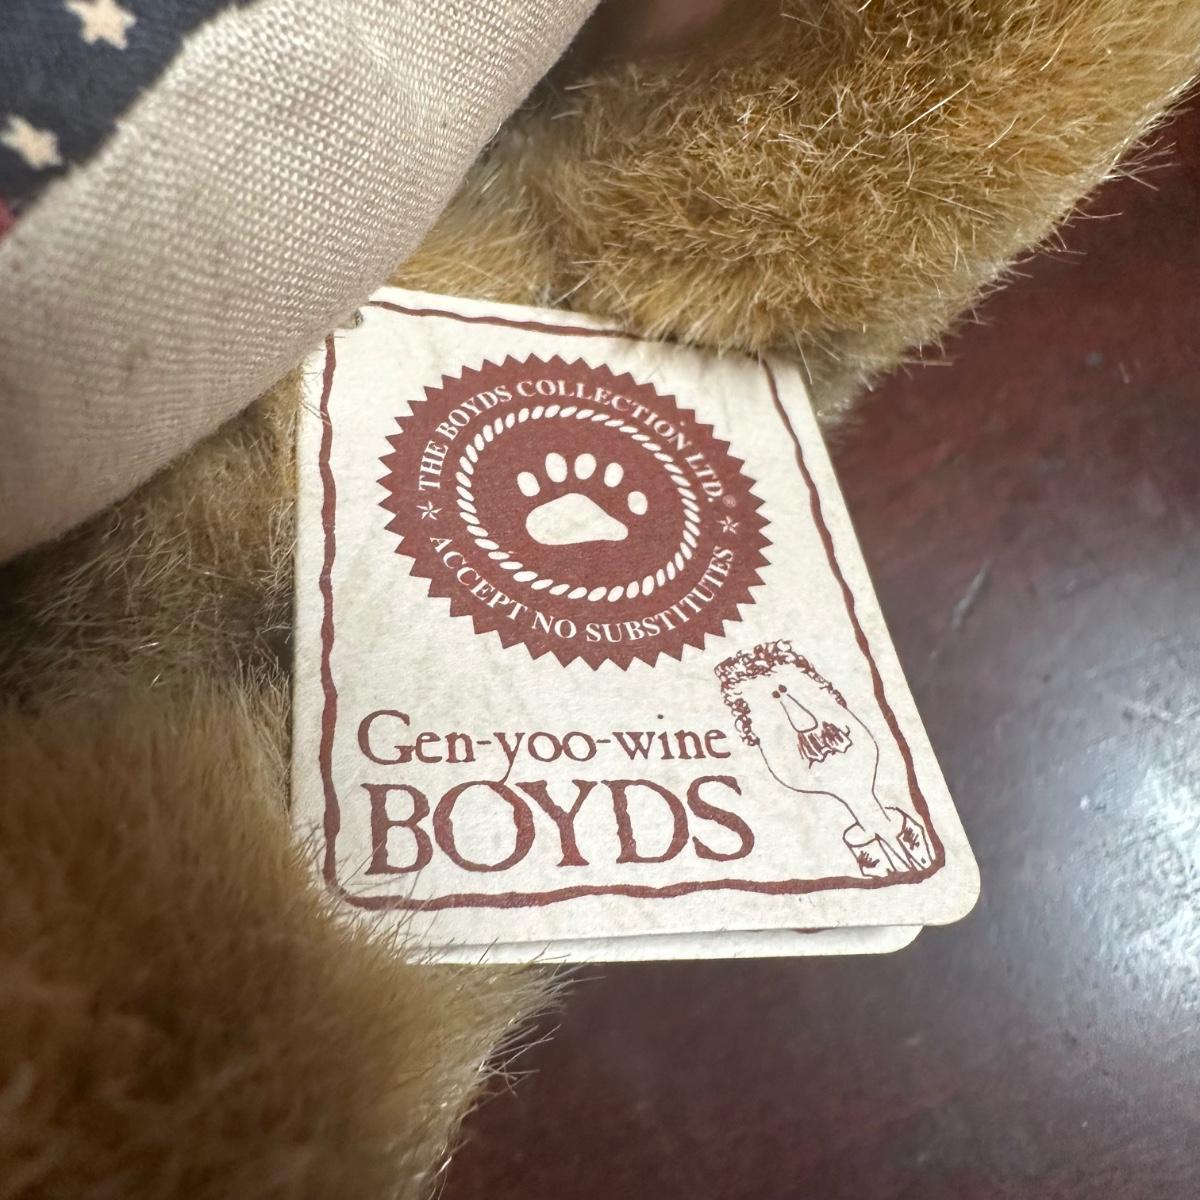 THE BOYDS COLLECTION LTD.®
★ ACCEPT NO SUBSTITUTES ★
Gen-yoo-wine
BOYDS